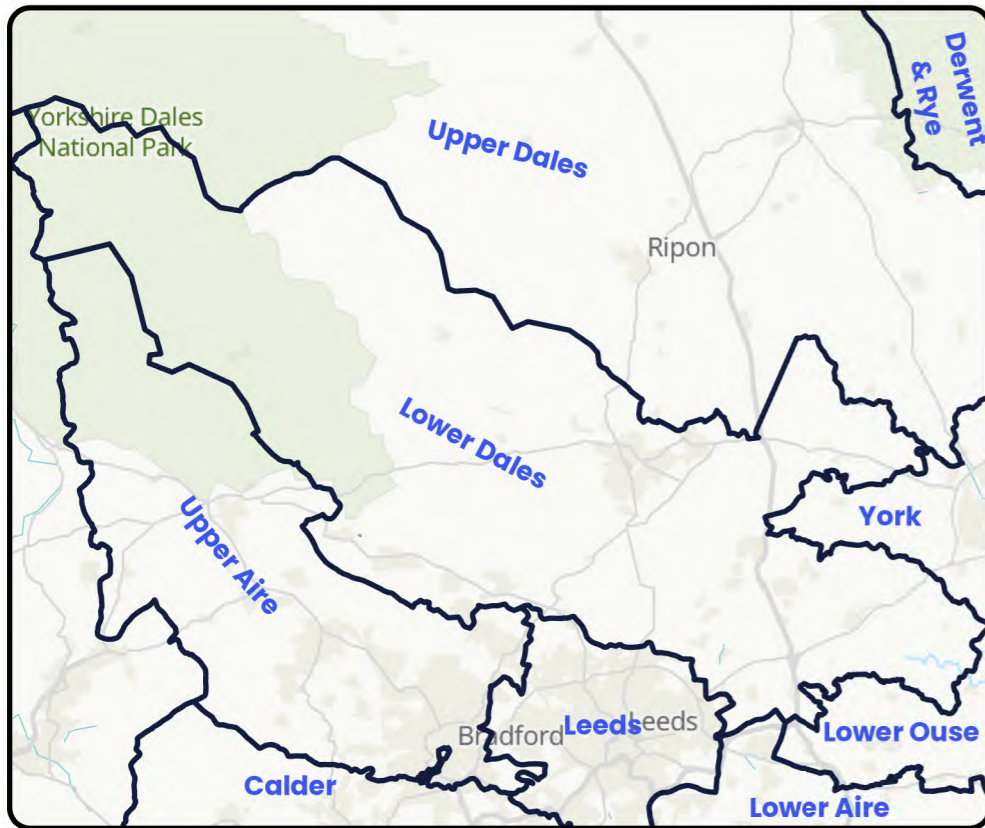 Derwent
& Rye
Yorkshire Dales
National Park
Upper Dales
Ripon
Lower Dales
Upper Aire
York
Bradford
Leeds
Leeds
Lower Ouse
Calder
Lower Aire